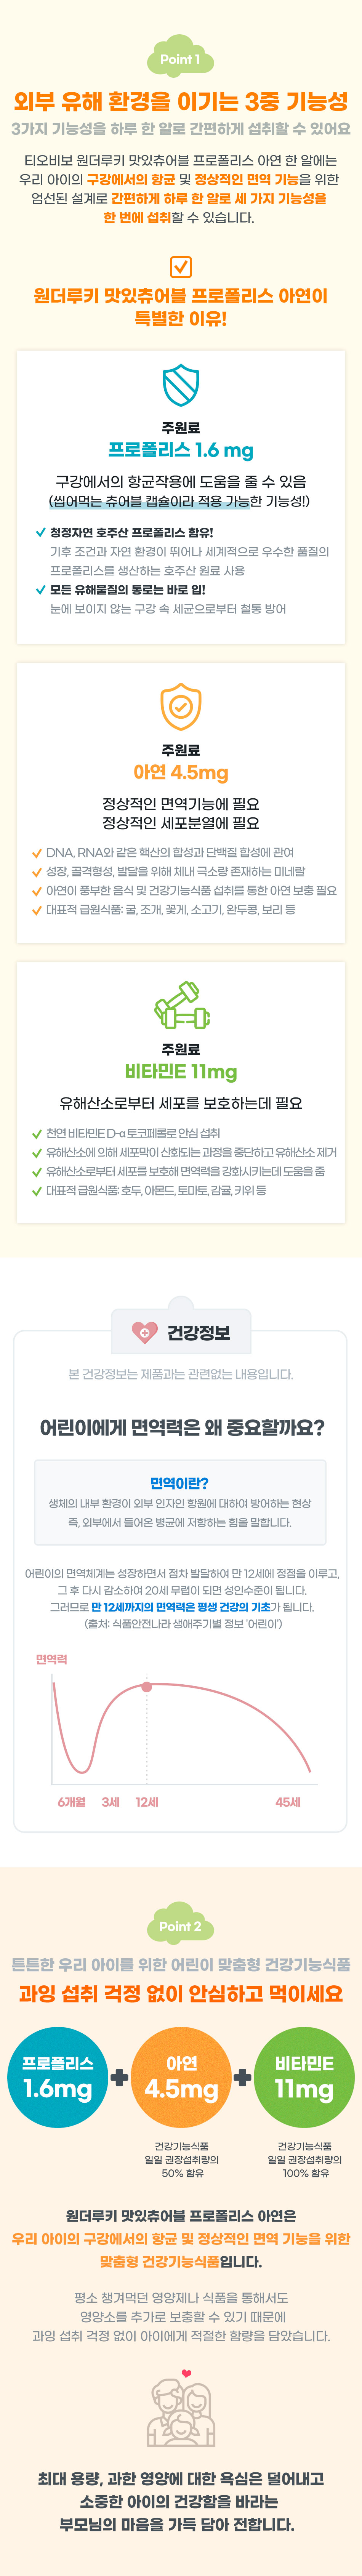 Point 1
외부 유해 환경을 이기는 3중 기능성
3가지 기능성을 하루 한 알로 간편하게 섭취할 수 있어요
티오비보 원더루키 맛있츄어블 프로폴리스 아연 한 알에는
우리 아이의 구강에서의 항균 및 정상적인 면역 기능을 위한
엄선된 설계로 간편하게 하루 한 알로 세 가지 기능성을
한 번에 섭취할 수 있습니다.
원더루키 맛있츄어블 프로폴리스 아연이
특별한 이유!
주원료
프로폴리스 1.6 mg
구강에서의 항균작용에 도움을 줄 수 있음
(씹어먹는 츄어블 캡슐이라 적용 가능한 기능성!)
청정자연 호주산 프로폴리스 함유!
기후 조건과 자연 환경이 뛰어나 세계적으로 우수한 품질의
프로폴리스를 생산하는 호주산 원료 사용
모든 유해물질의 통로는 바로 입!
눈에 보이지 않는 구강 속 세균으로부터 철통 방어
주원료
아연 4.5mg
정상적인 면역기능에 필요
정상적인 세포분열에 필요
DNA, RNA와 같은 핵산의 합성과 단백질 합성에 관여
성장, 골격형성, 발달을 위해 체내 극소량 존재하는 미네랄
아연이 풍부한 음식 및 건강기능식품 섭취를 통한 아연 보충 필요
대표적 급원식품: 굴, 조개, 꽃게, 소고기, 완두콩, 보리 등
주원료
비타민E 11mg
유해산소로부터 세포를 보호하는데 필요
천연 비타민E D-α 토코페롤로 안심 섭취
유해산소에 의해 세포막이 산화되는 과정을 중단하고 유해산소 제거
유해산소로부터 세포를 보호해 면역력을 강화시키는데 도움을 줌
대표적 급원식품: 호두, 아몬드, 토마토, 감귤, 키위 등
건강정보
본 건강정보는 제품과는 관련없는 내용입니다.
어린이에게 면역력은 왜 중요할까요?
면역이란?
생체의 내부 환경이 외부 인자인 항원에 대하여 방어하는 현상
즉, 외부에서 들어온 병균에 저항하는 힘을 말합니다.
어린이의 면역체계는 성장하면서 점차 발달하여 만 12세에 정점을 이루고,
그 후 다시 감소하여 20세 무렵이 되면 성인수준이 됩니다.
그러므로 만 12세까지의 면역력은 평생 건강의 기초가 됩니다.
(출처: 식품안전나라 생애주기별 정보 '어린이')
면역력
6개월 3세 12세 45세
Point 2
튼튼한 우리 아이를 위한 어린이 맞춤형 건강기능식품
과잉 섭취 걱정 없이 안심하고 먹이세요
프로폴리스 아연 비타민E
1.6mg + 4.5mg + 11mg
건강기능식품 건강기능식품
일일 권장섭취량의 일일 권장섭취량의
50% 함유 100% 함유
원더루키 맛있츄어블 프로폴리스 아연은
우리 아이의 구강에서의 항균 및 정상적인 면역 기능을 위한
맞춤형 건강기능식품입니다.
평소 챙겨먹던 영양제나 식품을 통해서도
영양소를 추가로 보충할 수 있기 때문에
과잉 섭취 걱정 없이 아이에게 적절한 함량을 담았습니다.
최대 용량, 과한 영양에 대한 욕심은 덜어내고
소중한 아이의 건강함을 바라는
부모님의 마음을 가득 담아 전합니다.